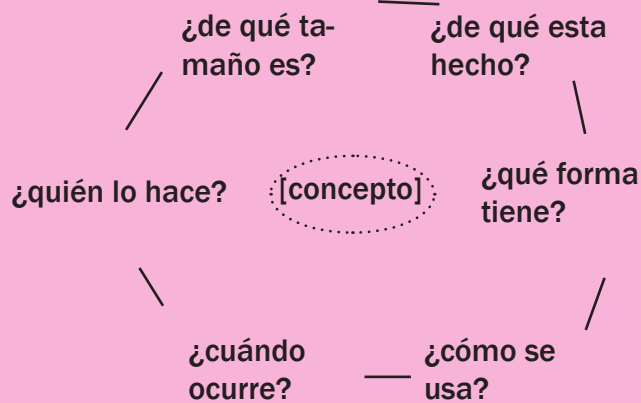 ¿de qué ta-
maño es?
¿de qué esta
hecho?
¿quién lo hace?
[concepto]
¿qué forma
tiene?
¿cuándo
ocurre?
¿cómo se
usa?